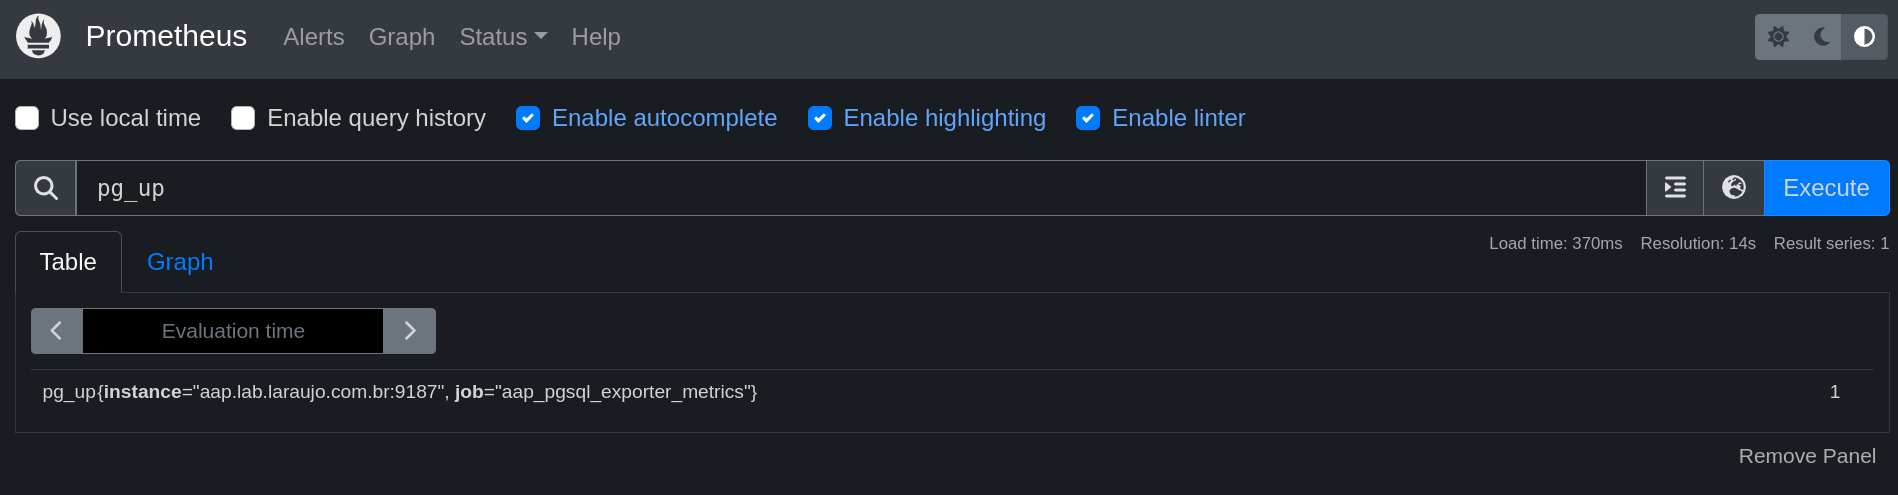 Prometheus Alerts Graph Status Help
Use local time Enable query history Enable autocomplete Enable highlighting Enable linter
pg_up Execute
Table Graph Load time: 370ms Resolution: 14s Result series: 1
Evaluation time
pg_up{instance="aap.lab.laraujo.com.br:9187", job="aap_pgsql_exporter_metrics"} 1
Remove Panel